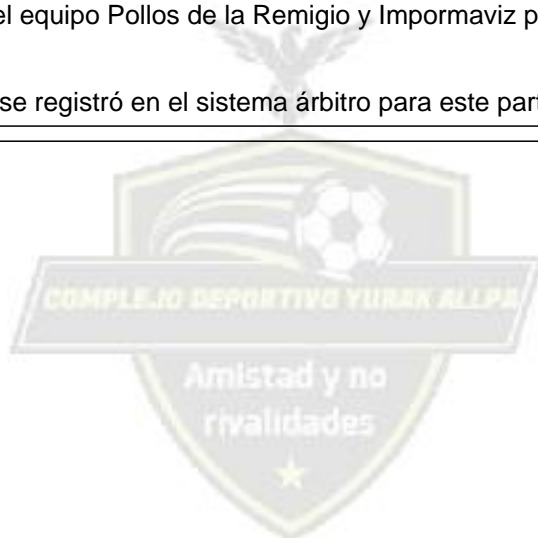 el equipo Pollos de la Remigio y Impormaviz p
se registró en el sistema árbitro para este par
COMPLEJO DEPORTIVO YURAK ALLPA
Amistad y no
rivalidades